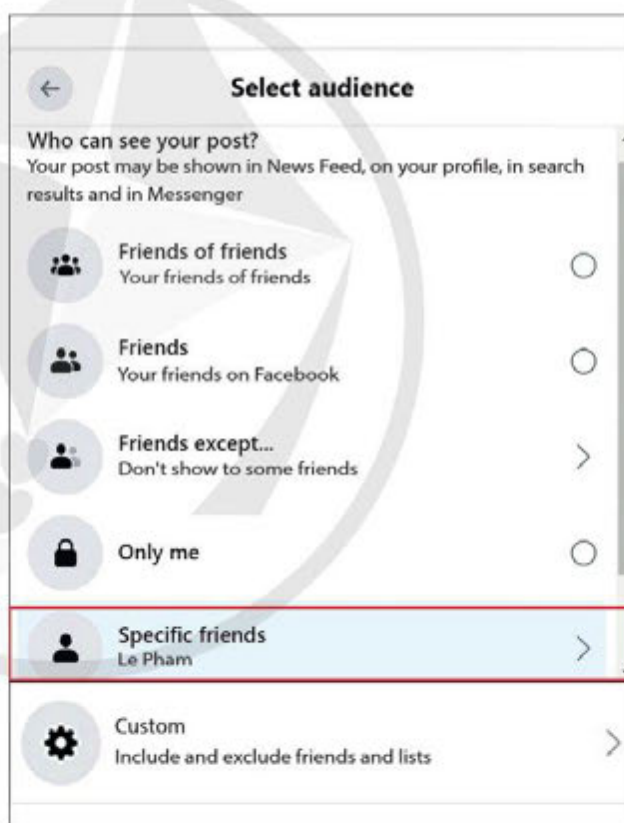 Select audience
Who can see your post?
Your post may be shown in News Feed, on your profile, in search
results and in Messenger
Friends of friends
Your friends of friends
Friends
Your friends on Facebook
Friends except...
Don't show to some friends
Only me
Specific friends
Le Pham
Custom
Include and exclude friends and lists